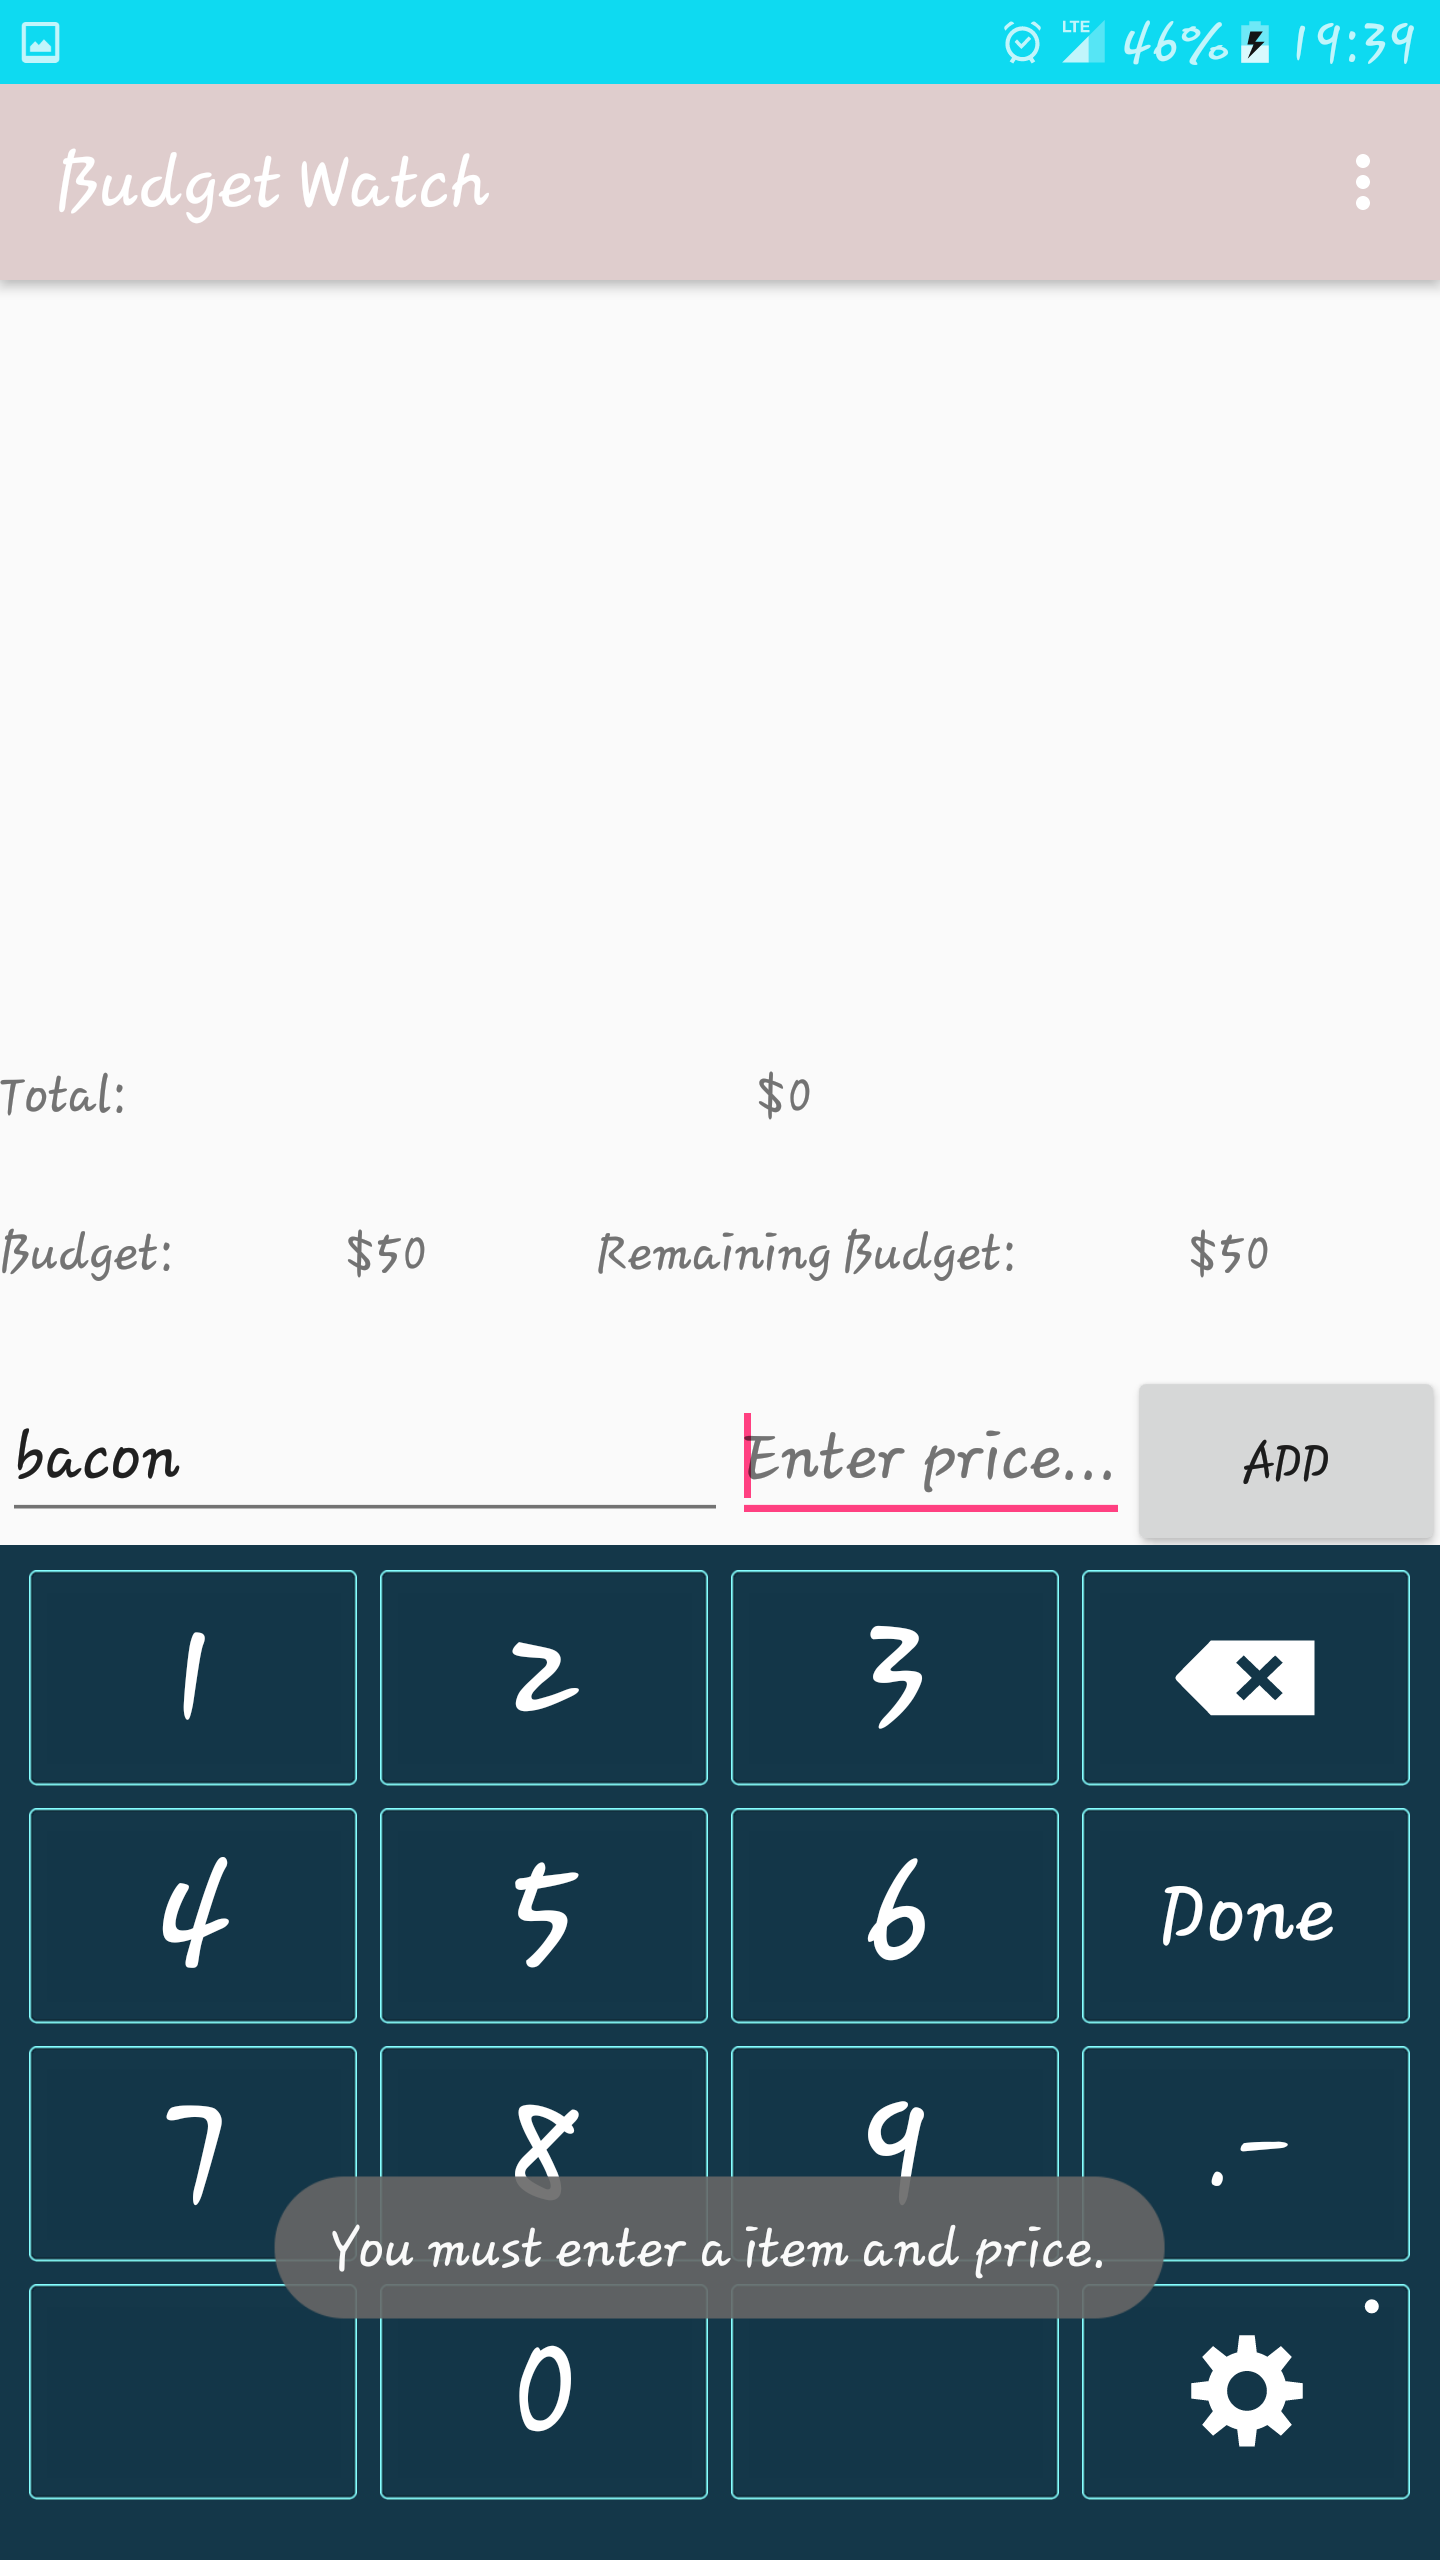 LTE 46% 19:39
Budget Watch
Total: $0
Budget: $50 Remaining Budget: $50
bacon Enter price... ADD
1 2 3
4 5 6 Done
7 8 9 .-
You must enter a item and price.
0